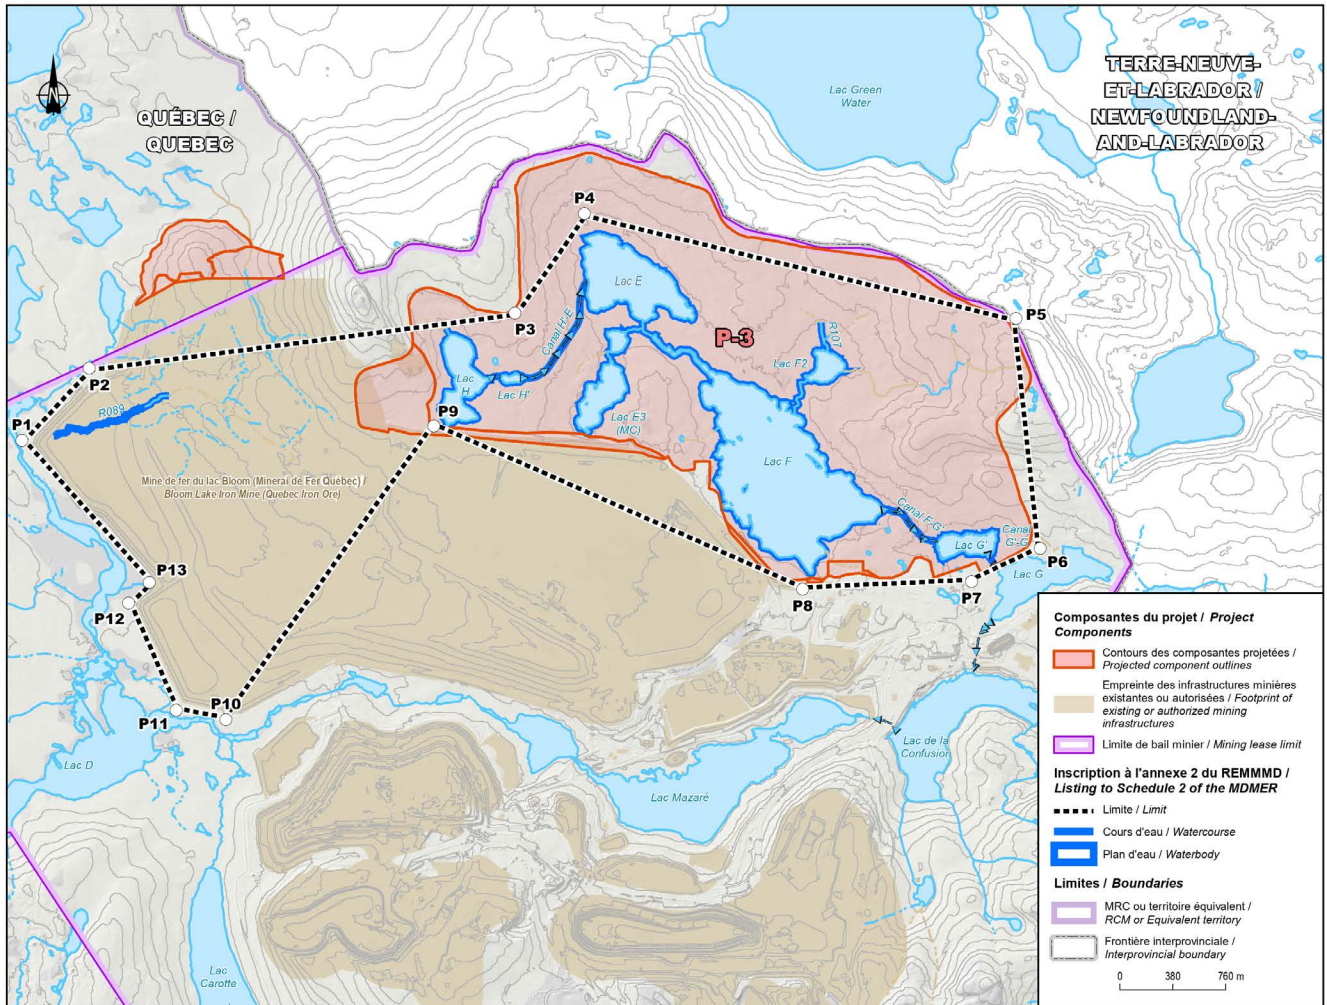 TERRE-NEUVE-
ET-LABRADOR /
NEWFOUNDLAND-
AND-LABRADOR
QUÉBEC /
QUEBEC
N
Lac Green
Water
P4
P3
P5
P2
P1
R089
P9
Lac E
Canal H-E
P-3
R107
Lac F2
Lac
H
Lac H'
Lac E3
(MC)
Lac F
Mine de fer du lac Bloom (Minerai de Fer Québec) /
Bloom Lake Iron Mine (Quebec Iron Ore)
Canal F-G'
Lac G'
Canal
G'-G
P6
Lac G
P7
P8
P13
P12
P11
P10
Lac D
Lac de la
Confusion
Lac Mazaré
Lac
Carotte
Composantes du projet / Project
Components
Contours des composantes projetées /
Projected component outlines
Empreinte des infrastructures minières
existantes ou autorisées / Footprint of
existing or authorized mining
infrastructures
Limite de bail minier / Mining lease limit
Inscription à l'annexe 2 du REMMMD /
Listing to Schedule 2 of the MDMER
Limite / Limit
Cours d'eau / Watercourse
Plan d'eau / Waterbody
Limites / Boundaries
MRC ou territoire équivalent /
RCM or Equivalent territory
Frontière interprovinciale /
Interprovincial boundary
0 380 760 m